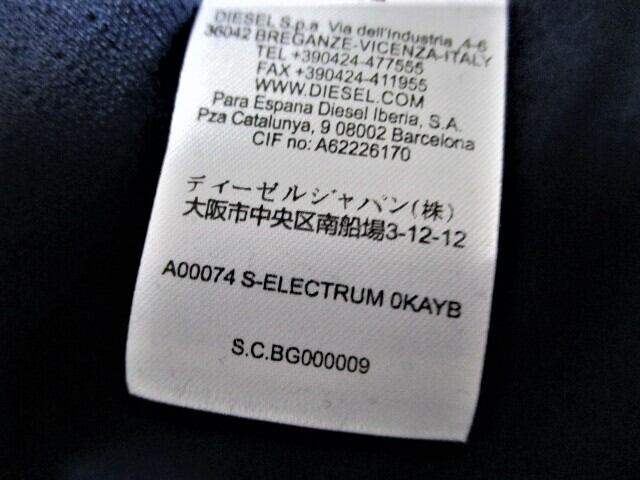 DIESEL S.p.a Via dell'Industria, 4-6
36042 BREGANZE-VICENZA-ITALY
TEL +390424-477555
FAX +390424-411955
WWW.DIESEL.COM
Para Espana Diesel Iberia, S.A.
Pza Catalunya, 9 08002 Barcelona
CIF no: A62226170
ディーゼルジャパン(株)
大阪市中央区南船場3-12-12
A00074 S-ELECTRUM 0KAYB
S.C.BG000009